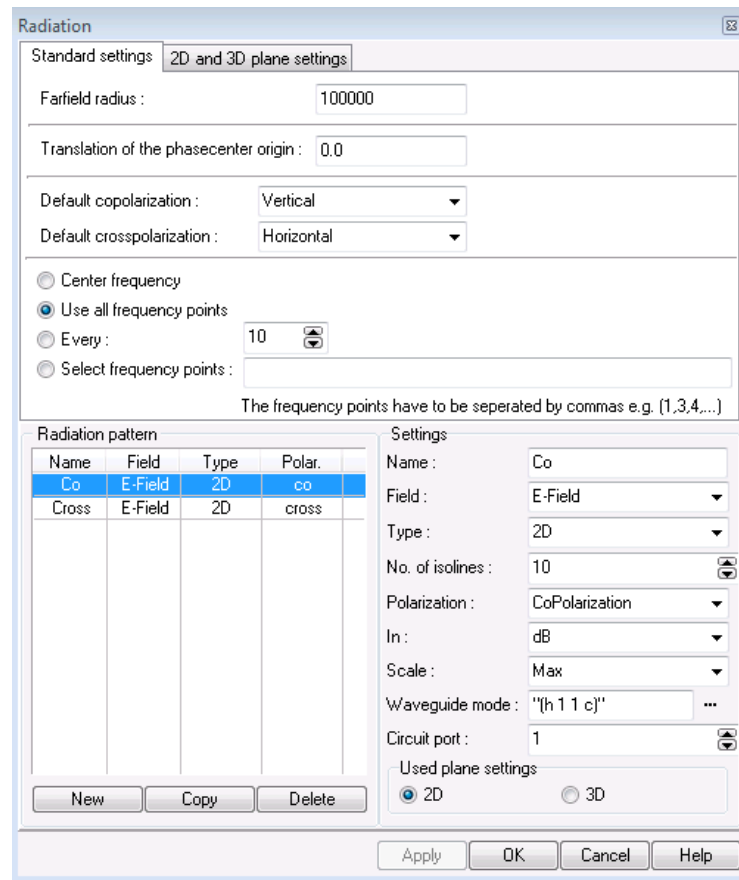 Radiation
Standard settings 2D and 3D plane settings
Farfield radius : 100000
Translation of the phasecenter origin : 0.0
Default copolarization : Vertical
Default crosspolarization : Horizontal
Center frequency
Use all frequency points
Every : 10
Select frequency points :
The frequency points have to be seperated by commas e.g. (1,3,4,...)
Radiation pattern
Name Field Type Polar.
Co E-Field 2D co
Cross E-Field 2D cross
New Copy Delete
Settings
Name : Co
Field : E-Field
Type : 2D
No. of isolines : 10
Polarization : CoPolarization
In : dB
Scale : Max
Waveguide mode : "(h 1 1 c)" ...
Circuit port : 1
Used plane settings
2D 3D
Apply OK Cancel Help